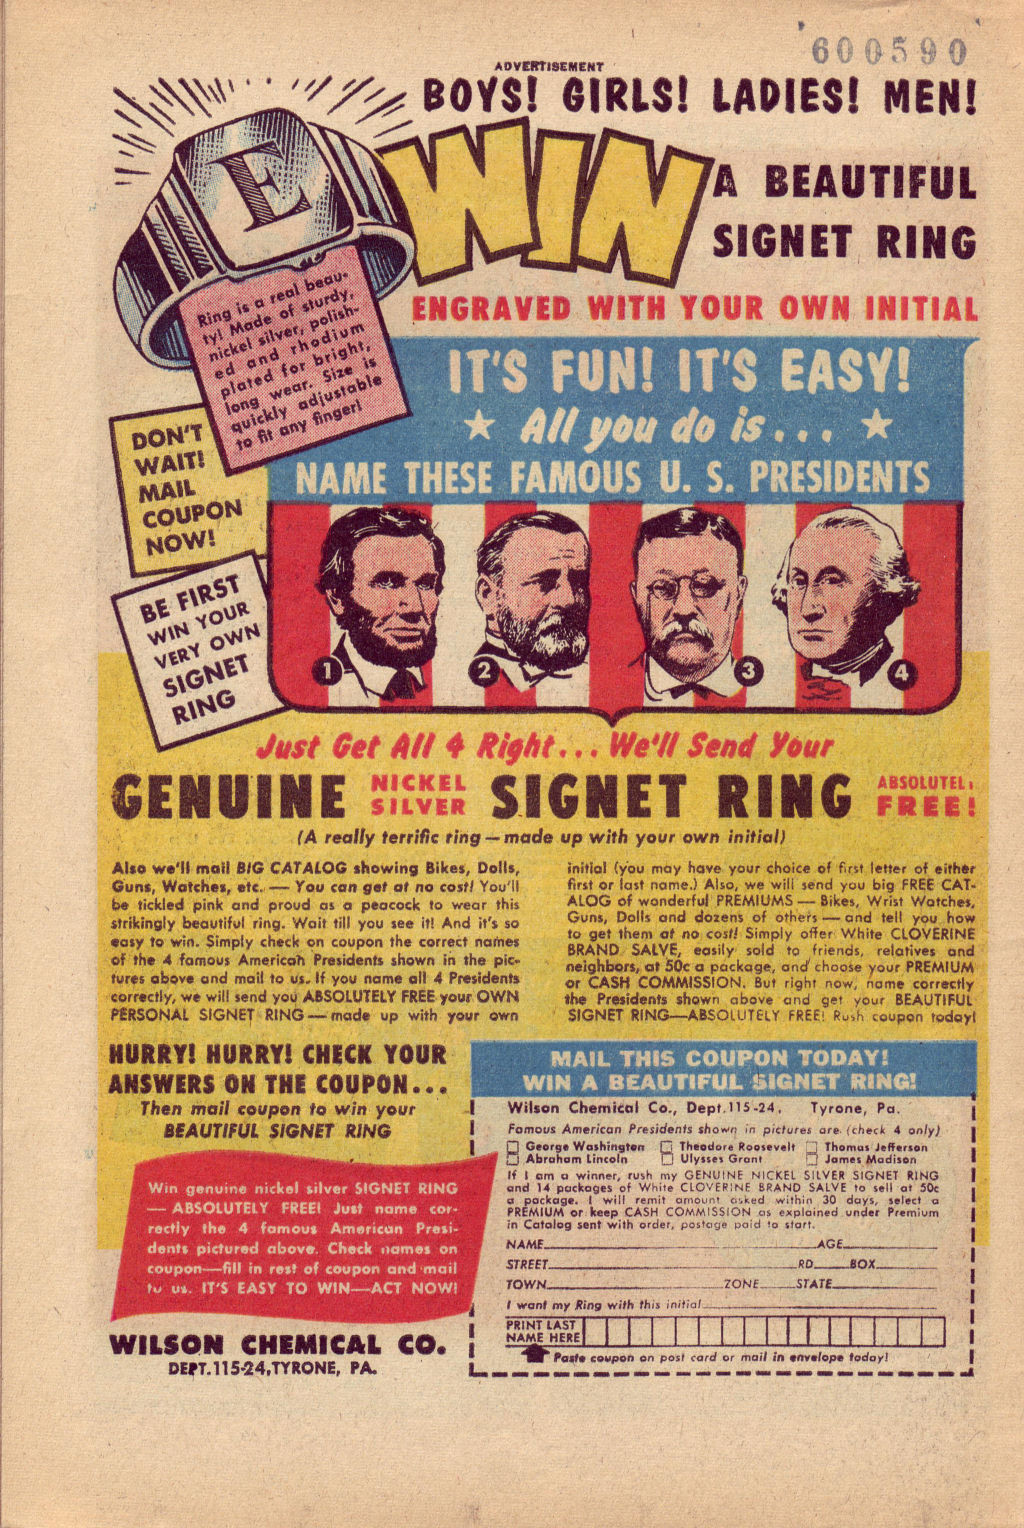 600590
ADVERTISEMENT
BOYS! GIRLS! LADIES! MEN!
WIN
A BEAUTIFUL
SIGNET RING
ENGRAVED WITH YOUR OWN INITIAL
E
Ring is a real beau-
ty! Made of sturdy,
nickel silver, polish-
ed and rhodium
plated for bright,
long wear. Size is
quickly adjustable
to fit any finger!
IT'S FUN! IT'S EASY!
All you do is...
NAME THESE FAMOUS U. S. PRESIDENTS
DON'T
WAIT!
MAIL
COUPON
NOW!
BE FIRST
WIN YOUR
VERY OWN
SIGNET
RING
1
2
3
4
Just Get All 4 Right... We'll Send Your
GENUINE NICKEL SILVER SIGNET RING ABSOLUTEL. FREE!
(A really terrific ring — made up with your own initial)
Also we'll mail BIG CATALOG showing Bikes, Dolls,
Guns, Watches, etc. — You can get at no cost! You'll
be tickled pink and proud as a peacock to wear this
strikingly beautiful ring. Wait till you see it! And it's so
easy to win. Simply check on coupon the correct names
of the 4 famous American Presidents shown in the pic-
tures above and mail to us. If you name all 4 Presidents
correctly, we will send you ABSOLUTELY FREE your OWN
PERSONAL SIGNET RING — made up with your own
initial (you may have your choice of first letter of either
first or last name.) Also, we will send you big FREE CAT-
ALOG of wonderful PREMIUMS — Bikes, Wrist Watches,
Guns, Dolls and dozens of others — and tell you how
to get them at no cost! Simply offer White CLOVERINE
BRAND SALVE, easily sold to friends, relatives and
neighbors, at 50c a package, and choose your PREMIUM
or CASH COMMISSION. But right now, name correctly
the Presidents shown above and get your BEAUTIFUL
SIGNET RING—ABSOLUTELY FREE! Rush coupon today!
HURRY! HURRY! CHECK YOUR
ANSWERS ON THE COUPON...
Then mail coupon to win your
BEAUTIFUL SIGNET RING
Win genuine nickel silver SIGNET RING
— ABSOLUTELY FREE! Just name cor-
rectly the 4 famous American Presi-
dents pictured above. Check names on
coupon—fill in rest of coupon and mail
to us. IT'S EASY TO WIN—ACT NOW!
WILSON CHEMICAL CO.
DEPT. 115-24, TYRONE, PA.
MAIL THIS COUPON TODAY!
WIN A BEAUTIFUL SIGNET RING!
Wilson Chemical Co., Dept. 115-24, Tyrone, Pa.
Famous American Presidents shown in pictures are (check 4 only)
George Washington Theodore Roosevelt Thomas Jefferson
Abraham Lincoln Ulysses Grant James Madison
If I am a winner, rush my GENUINE NICKEL SILVER SIGNET RING
and 14 packages of White CLOVERINE BRAND SALVE to sell at 50c
a package. I will remit amount asked within 30 days, select a
PREMIUM or keep CASH COMMISSION as explained under Premium
in Catalog sent with order, postage paid to start.
NAME AGE
STREET RD BOX
TOWN ZONE STATE
I want my Ring with this initial
PRINT LAST
NAME HERE
Paste coupon on post card or mail in envelope today!